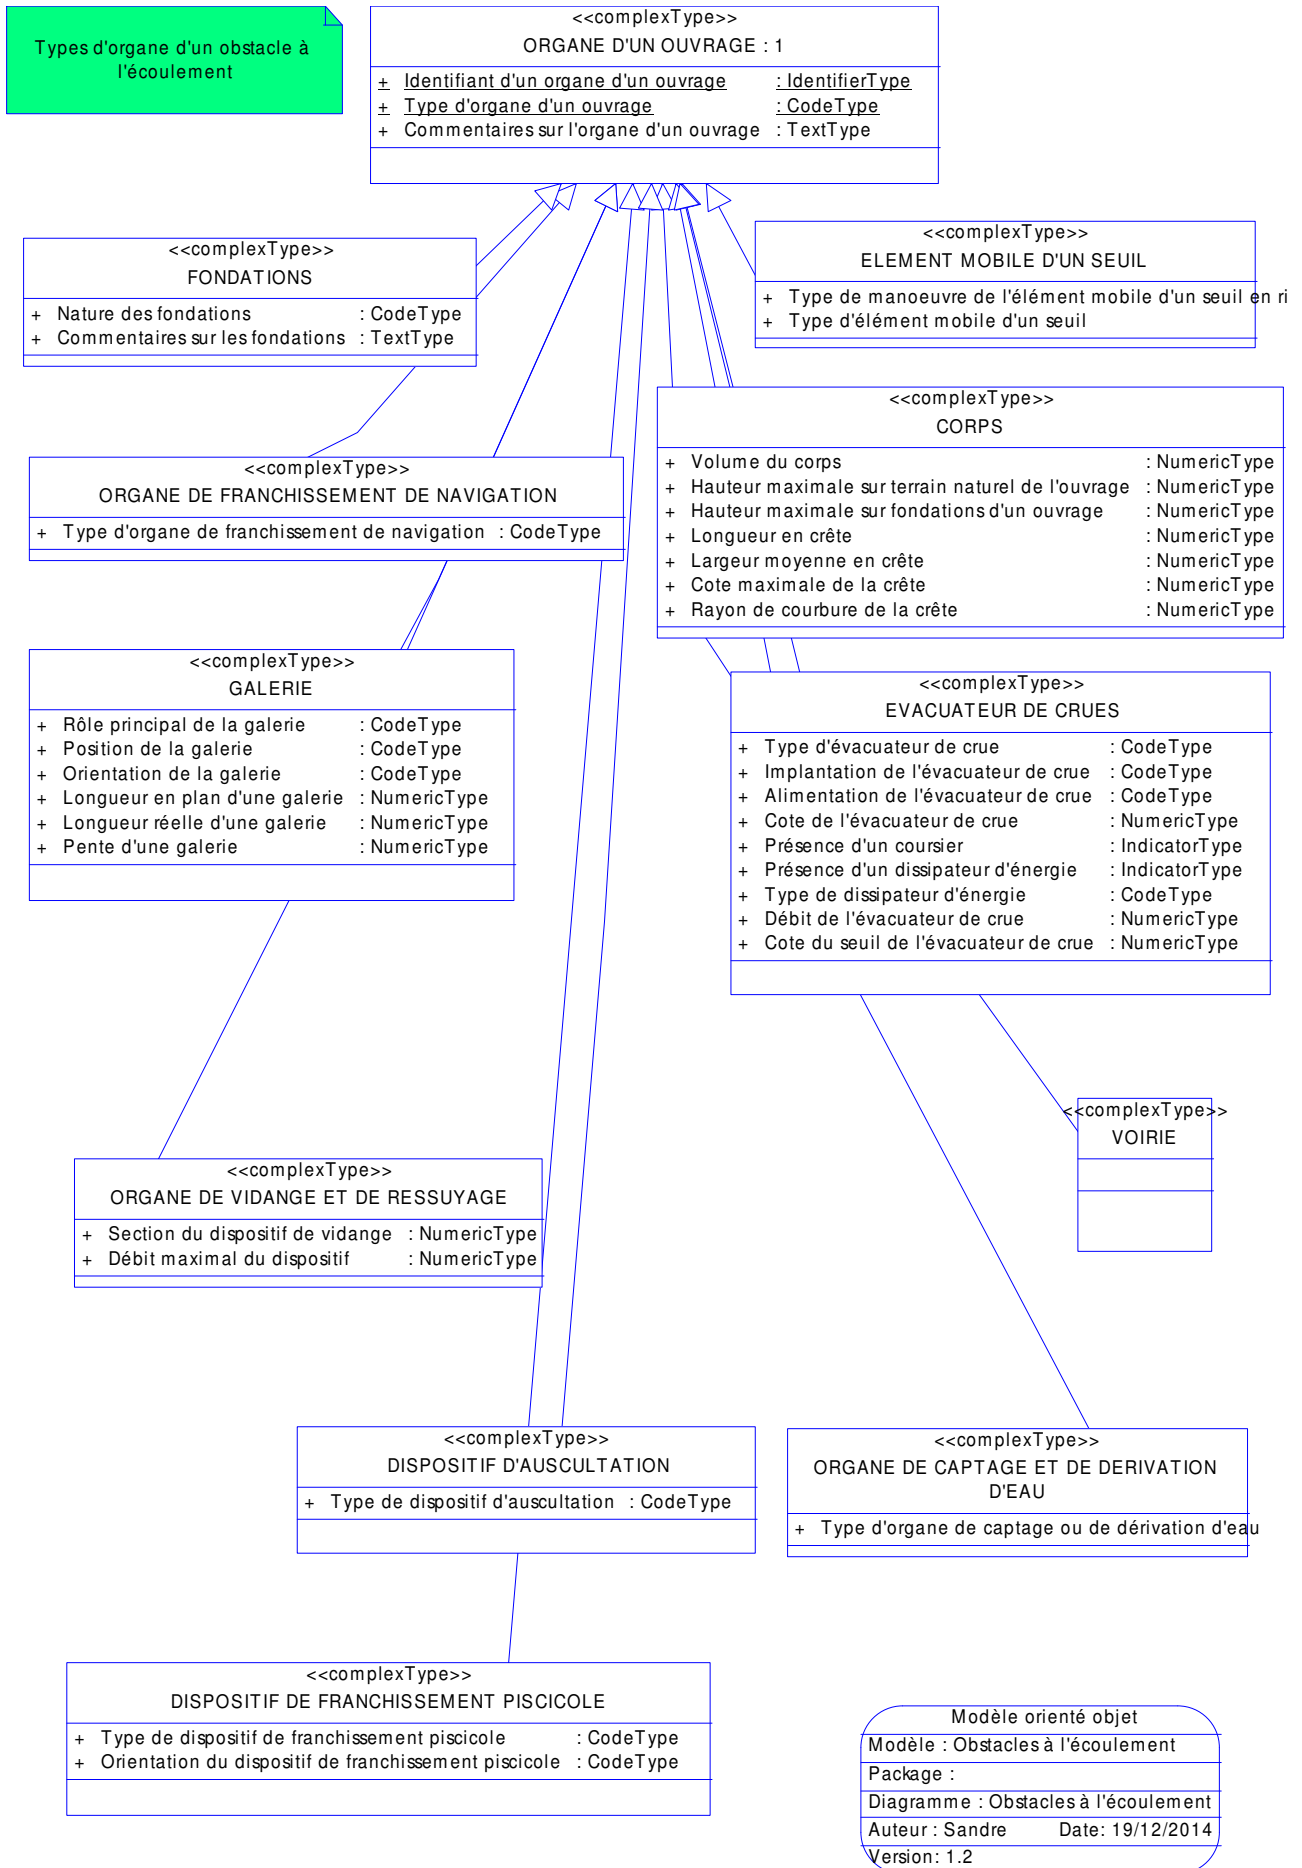 Types d'organe d'un obstacle à
l'écoulement
<<complexType>>
ORGANE D'UN OUVRAGE : 1
+ Identifiant d'un organe d'un ouvrage : IdentifierType
+ Type d'organe d'un ouvrage : CodeType
+ Commentaires sur l'organe d'un ouvrage : TextType
<<complexType>>
FONDATIONS
+ Nature des fondations : CodeType
+ Commentaires sur les fondations : TextType
<<complexType>>
ELEMENT MOBILE D'UN SEUIL
+ Type de manoeuvre de l'élément mobile d'un seuil en ri
+ Type d'élément mobile d'un seuil
<<complexType>>
CORPS
+ Volume du corps : NumericType
+ Hauteur maximale sur terrain naturel de l'ouvrage : NumericType
+ Hauteur maximale sur fondations d'un ouvrage : NumericType
+ Longueur en crête : NumericType
+ Largeur moyenne en crête : NumericType
+ Cote maximale de la crête : NumericType
+ Rayon de courbure de la crête : NumericType
<<complexType>>
ORGANE DE FRANCHISSEMENT DE NAVIGATION
+ Type d'organe de franchissement de navigation : CodeType
<<complexType>>
GALERIE
+ Rôle principal de la galerie : CodeType
+ Position de la galerie : CodeType
+ Orientation de la galerie : CodeType
+ Longueur en plan d'une galerie : NumericType
+ Longueur réelle d'une galerie : NumericType
+ Pente d'une galerie : NumericType
<<complexType>>
EVACUATEUR DE CRUES
+ Type d'évacuateur de crue : CodeType
+ Implantation de l'évacuateur de crue : CodeType
+ Alimentation de l'évacuateur de crue : CodeType
+ Cote de l'évacuateur de crue : NumericType
+ Présence d'un coursier : IndicatorType
+ Présence d'un dissipateur d'énergie : IndicatorType
+ Type de dissipateur d'énergie : CodeType
+ Débit de l'évacuateur de crue : NumericType
+ Cote du seuil de l'évacuateur de crue : NumericType
<<complexType>>
VOIRIE
<<complexType>>
ORGANE DE VIDANGE ET DE RESSUYAGE
+ Section du dispositif de vidange : NumericType
+ Débit maximal du dispositif : NumericType
<<complexType>>
DISPOSITIF D'AUSCULTATION
+ Type de dispositif d'auscultation : CodeType
<<complexType>>
ORGANE DE CAPTAGE ET DE DERIVATION
D'EAU
+ Type d'organe de captage ou de dérivation d'eau
<<complexType>>
DISPOSITIF DE FRANCHISSEMENT PISCICOLE
+ Type de dispositif de franchissement piscicole : CodeType
+ Orientation du dispositif de franchissement piscicole : CodeType
Modèle orienté objet
Modèle : Obstacles à l'écoulement
Package :
Diagramme : Obstacles à l'écoulement
Auteur : Sandre Date: 19/12/2014
Version: 1.2